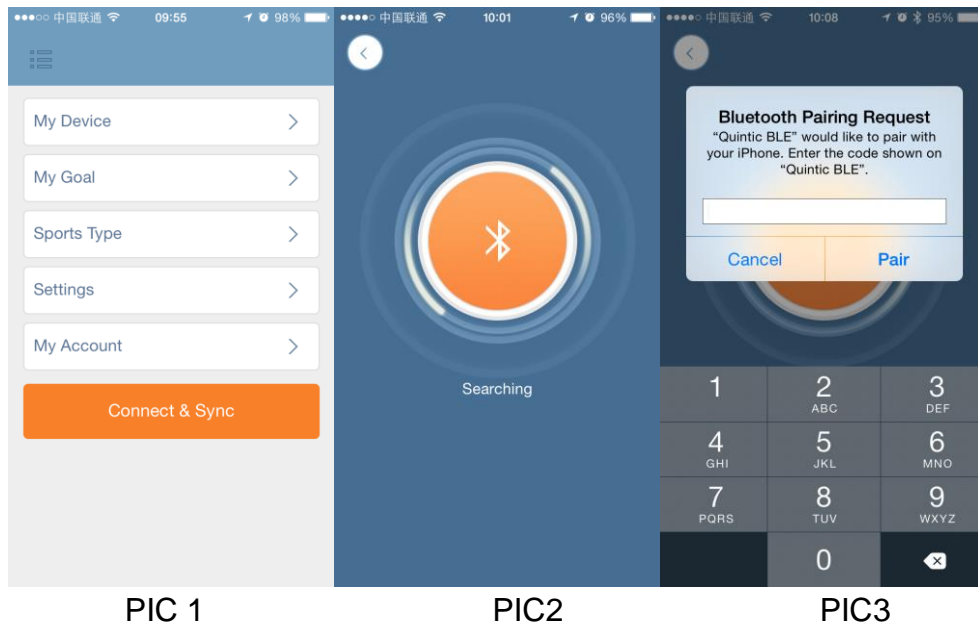 中国联通 09:55 98%
My Device
My Goal
Sports Type
Settings
My Account
Connect & Sync
PIC 1
中国联通 10:01 96%
Searching
PIC2
中国联通 10:08 95%
Bluetooth Pairing Request
“Quintic BLE” would like to pair with
your iPhone. Enter the code shown on
“Quintic BLE”.
Cancel Pair
1 2 3
ABC DEF
4 5 6
GHI JKL MNO
7 8 9
PQRS TUV WXYZ
0
PIC3